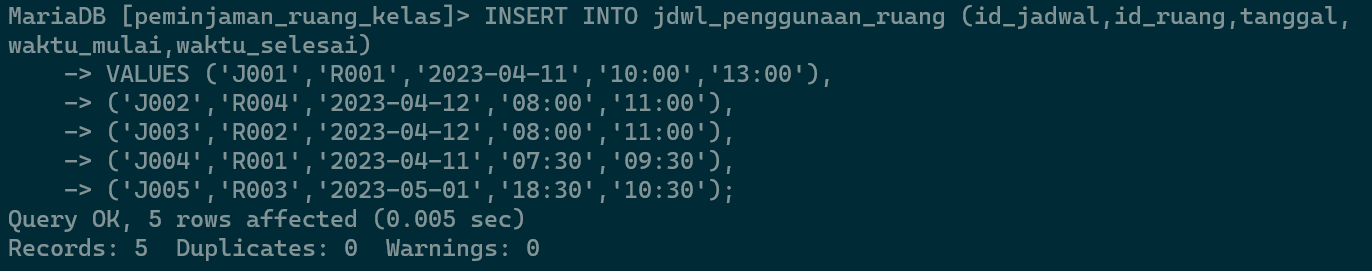 MariaDB [peminjaman_ruang_kelas]> INSERT INTO jdwl_penggunaan_ruang (id_jadwal,id_ruang,tanggal,
waktu_mulai,waktu_selesai)
    -> VALUES ('J001','R001','2023-04-11','10:00','13:00'),
    -> ('J002','R004','2023-04-12','08:00','11:00'),
    -> ('J003','R002','2023-04-12','08:00','11:00'),
    -> ('J004','R001','2023-04-11','07:30','09:30'),
    -> ('J005','R003','2023-05-01','18:30','10:30');
Query OK, 5 rows affected (0.005 sec)
Records: 5  Duplicates: 0  Warnings: 0